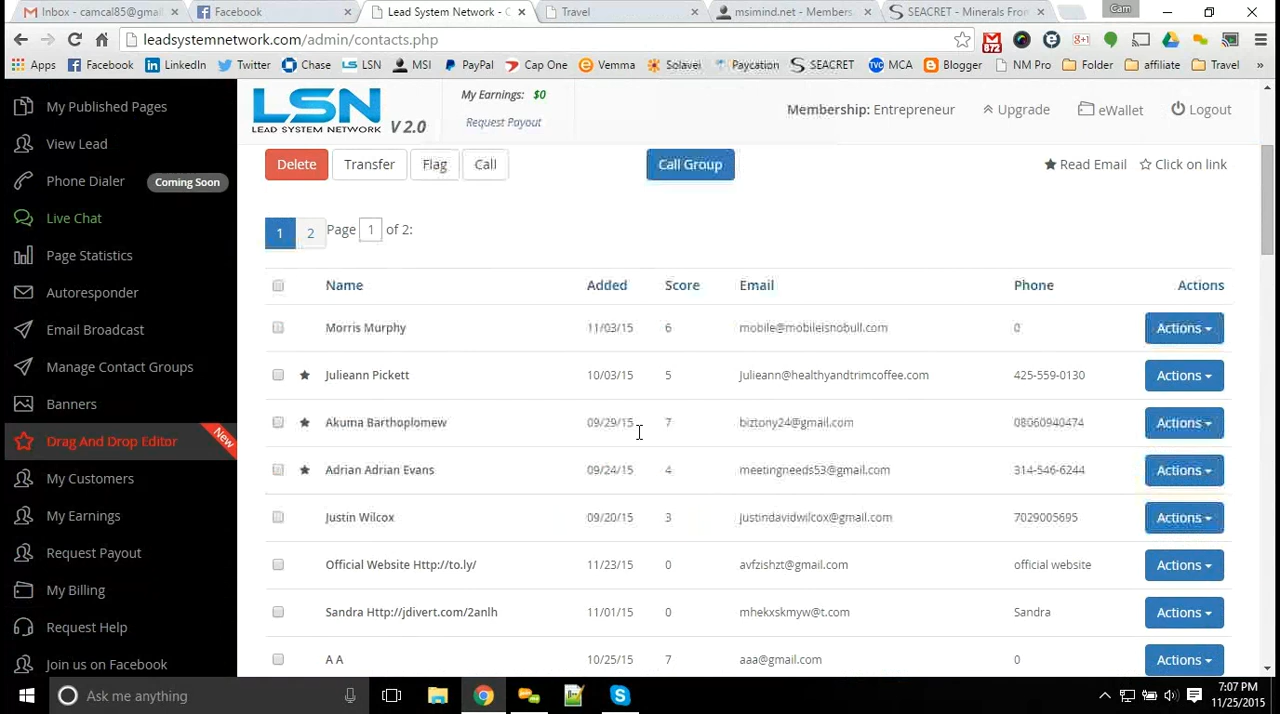 Inbox - camcal85@gmai × Facebook × Lead System Network - C × Travel × msimind.net - Members × SEACRET - Minerals Fro × Cam
leadsystemnetwork.com/admin/contacts.php 872
Apps Facebook LinkedIn Twitter Chase LSN MSI PayPal Cap One Vemma Solavei Paycation SEACRET TVC MCA Blogger NM Pro Folder affiliate Travel »
My Published Pages
View Lead
Phone Dialer Coming Soon
Live Chat
Page Statistics
Autoresponder
Email Broadcast
Manage Contact Groups
Banners
Drag And Drop Editor New
My Customers
My Earnings
Request Payout
My Billing
Request Help
Join us on Facebook
LSN
LEAD SYSTEM NETWORK V 2.0
My Earnings: $0
Request Payout
Membership: Entrepreneur Upgrade eWallet Logout
Delete Transfer Flag Call Call Group Read Email Click on link
1 2 Page 1 of 2:
Name Added Score Email Phone Actions
Morris Murphy 11/03/15 6 mobile@mobileisnobull.com 0 Actions
Julieann Pickett 10/03/15 5 Julieann@healthyandtrimcoffee.com 425-559-0130 Actions
Akuma Barthoplomew 09/29/15 7 biztony24@gmail.com 08060940474 Actions
Adrian Adrian Evans 09/24/15 4 meetingneeds53@gmail.com 314-546-6244 Actions
Justin Wilcox 09/20/15 3 justindavidwilcox@gmail.com 7029005695 Actions
Official Website Http://to.ly/ 11/23/15 0 avfzishzt@gmail.com official website Actions
Sandra Http://jdivert.com/2anlh 11/01/15 0 mhekxskmyw@t.com Sandra Actions
A A 10/25/15 7 aaa@gmail.com 0 Actions
Ask me anything
7:07 PM
11/25/2015